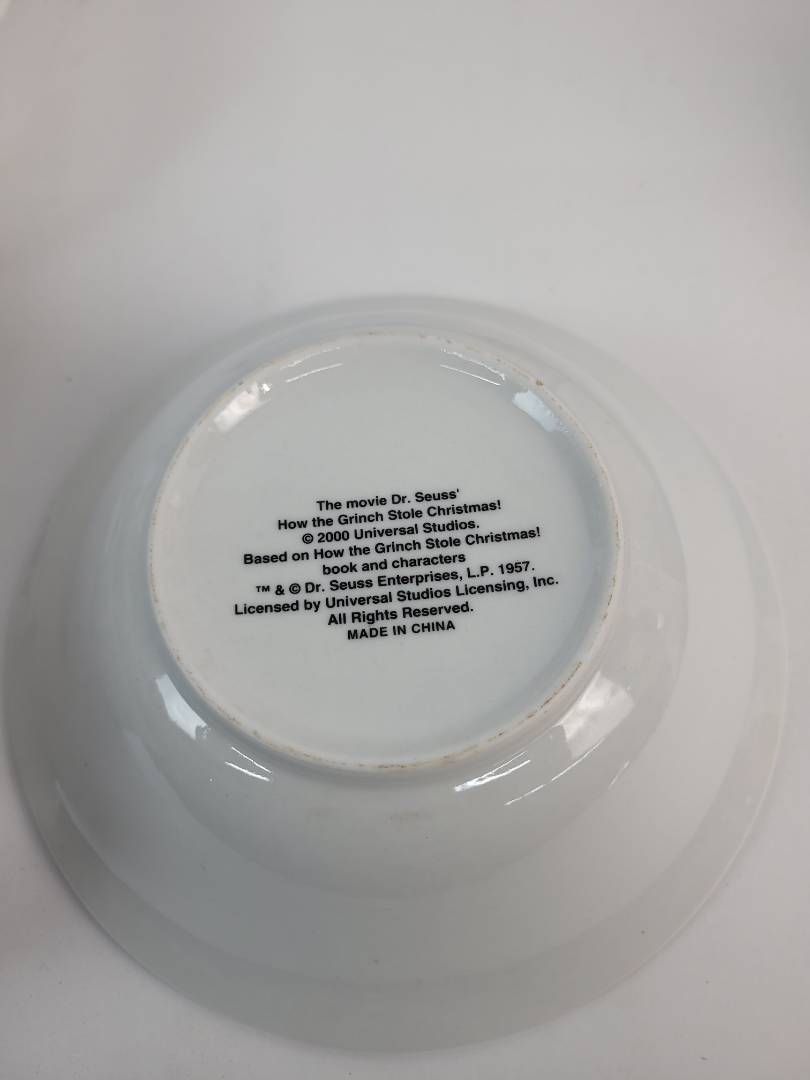 The movie Dr. Seuss'
How the Grinch Stole Christmas!
© 2000 Universal Studios.
Based on How the Grinch Stole Christmas!
book and characters
™ & © Dr. Seuss Enterprises, L.P. 1957.
Licensed by Universal Studios Licensing, Inc.
All Rights Reserved.
MADE IN CHINA